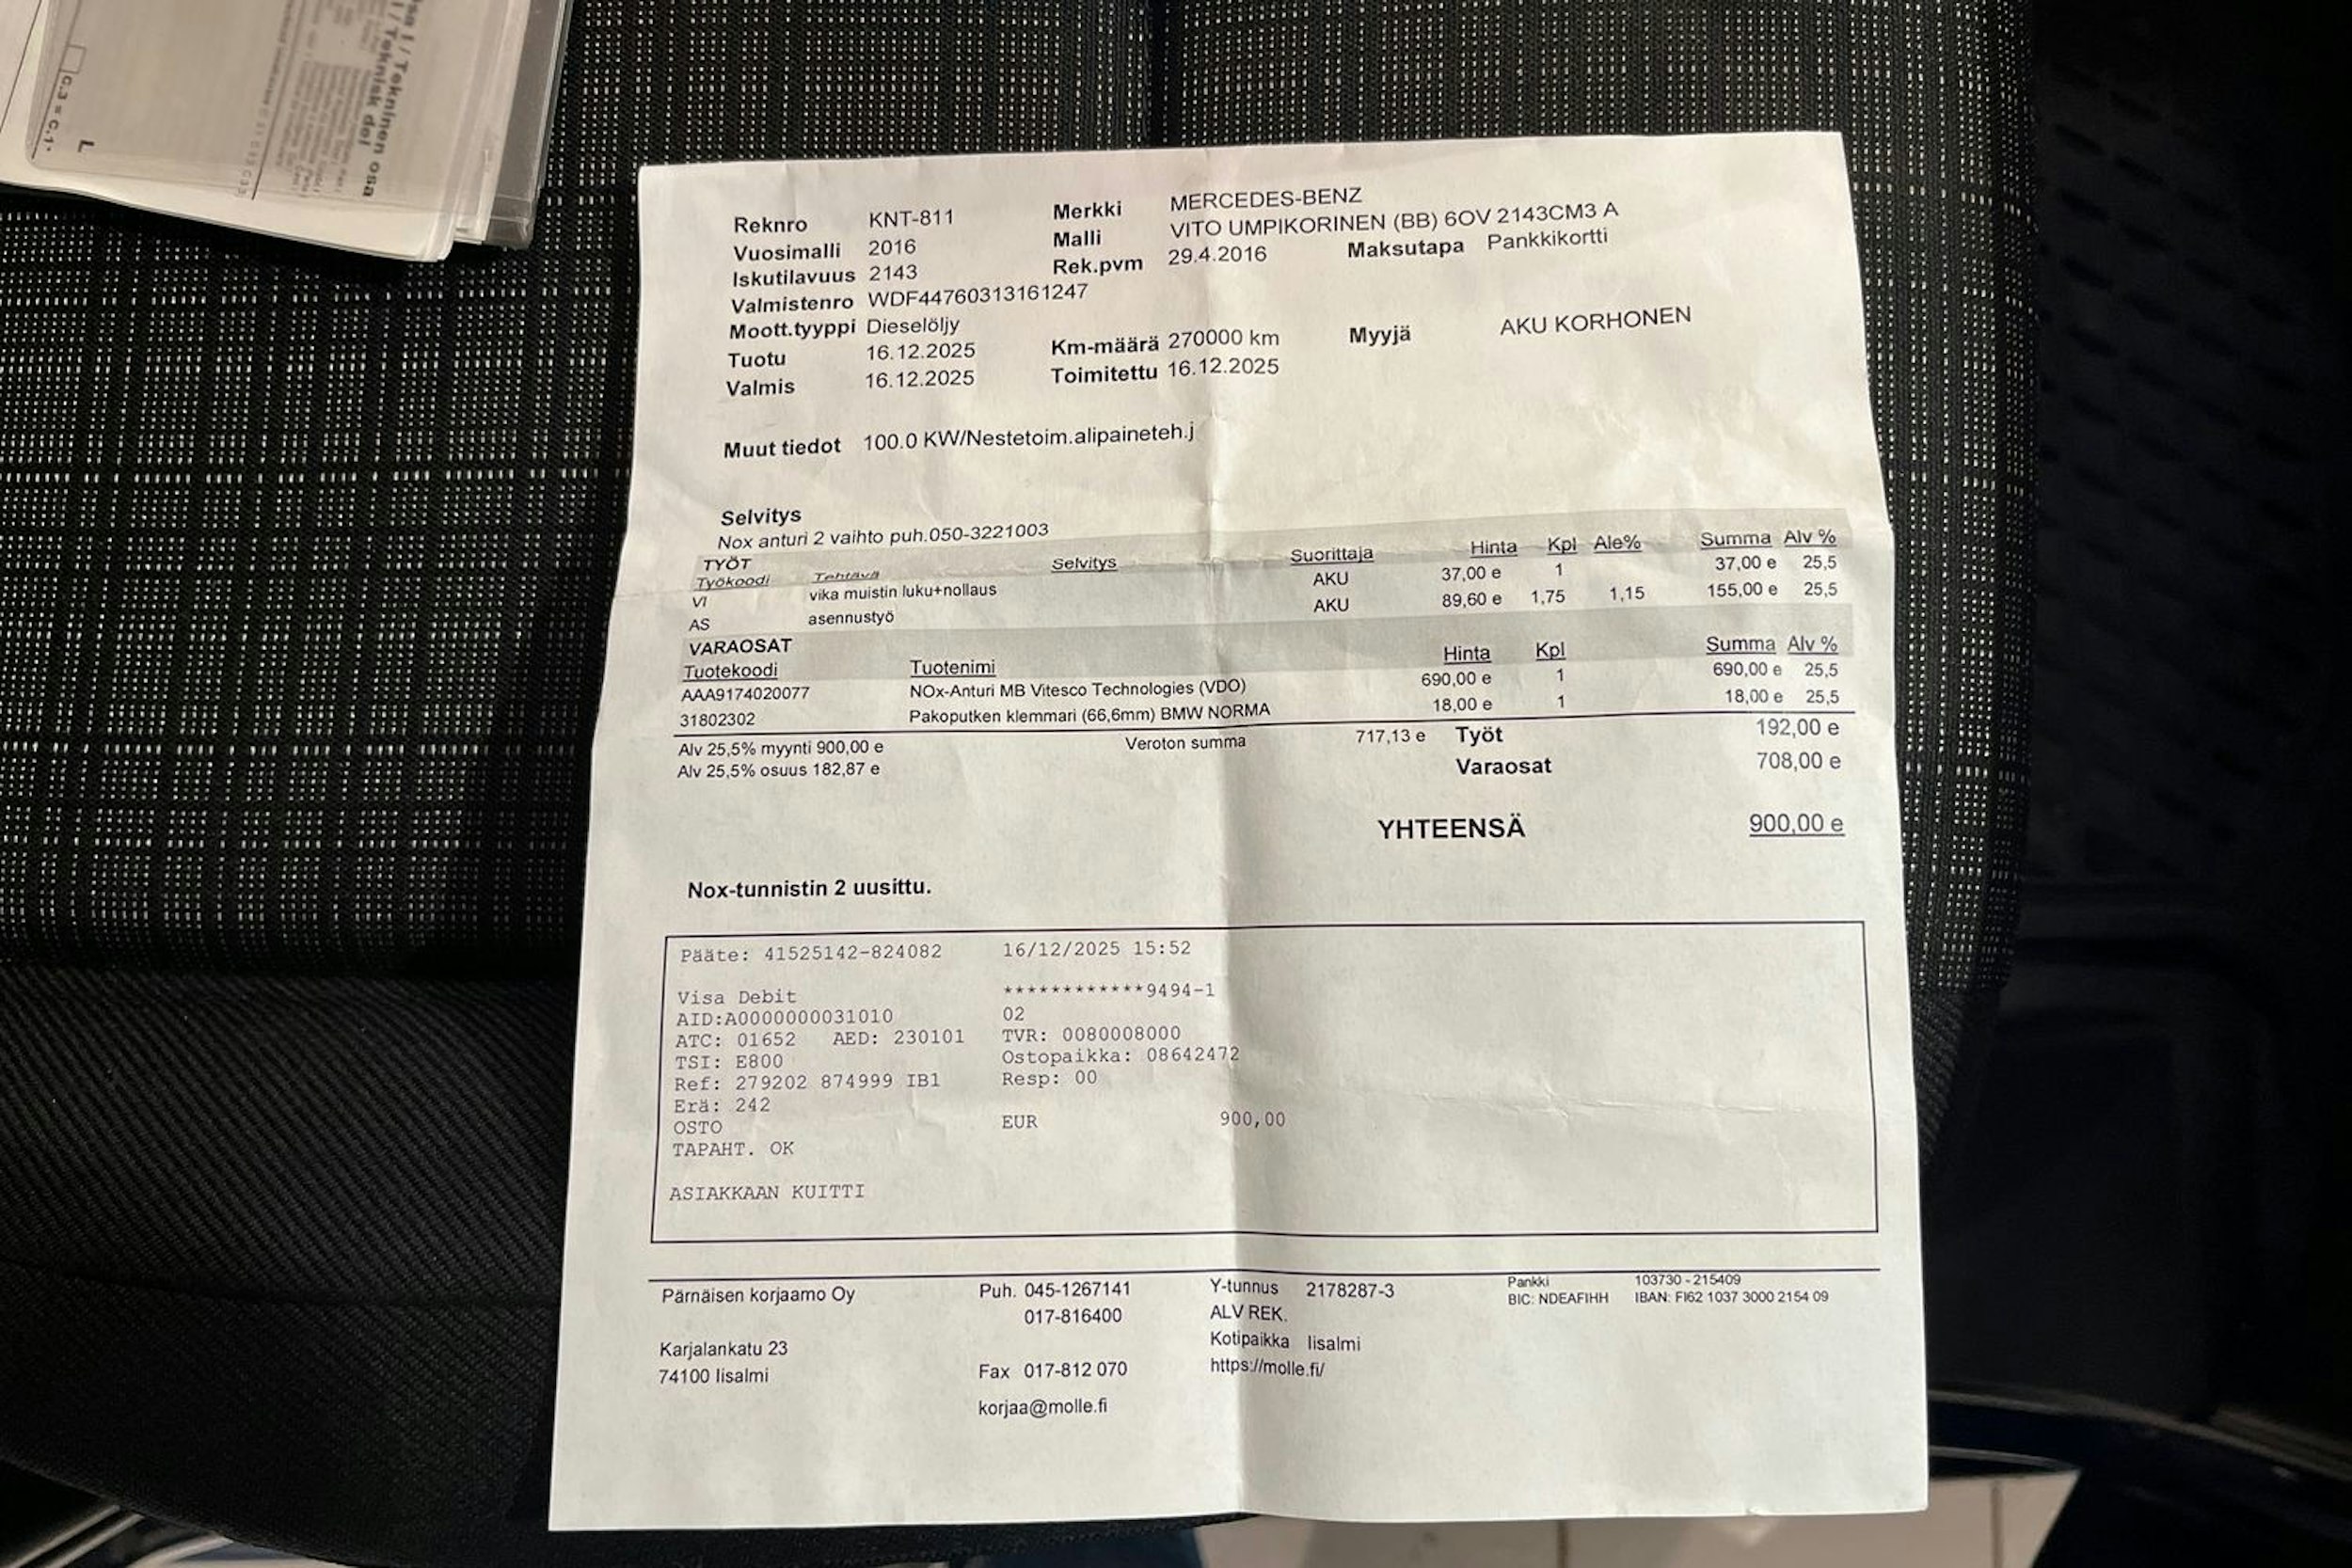 Tekninen osa
Teknisk del
C.3 = C.1
Reknro KNT-811 Merkki MERCEDES-BENZ
Vuosimalli 2016 Malli VITO UMPIKORINEN (BB) 6OV 2143CM3 A
Iskutilavuus 2143 Rek.pvm 29.4.2016 Maksutapa Pankkikortti
Valmistenro WDF44760313161247
Moott.tyyppi Dieselöljy
Tuotu 16.12.2025 Km-määrä 270000 km Myyjä AKU KORHONEN
Valmis 16.12.2025 Toimitettu 16.12.2025
Muut tiedot 100.0 KW/Nestetoim.alipaineteh.j
Selvitys
Nox anturi 2 vaihto puh.050-3221003
TYÖT
Työkoodi Tehtävä Selvitys Suorittaja Hinta Kpl Ale% Summa Alv %
VI vika muistin luku+nollaus AKU 37,00 e 1 37,00 e 25,5
AS asennustyö AKU 89,60 e 1,75 1,15 155,00 e 25,5
VARAOSAT
Tuotekoodi Tuotenimi Hinta Kpl Summa Alv %
AAA9174020077 NOx-Anturi MB Vitesco Technologies (VDO) 690,00 e 1 690,00 e 25,5
31802302 Pakoputken klemmari (66,6mm) BMW NORMA 18,00 e 1 18,00 e 25,5
Alv 25,5% myynti 900,00 e Veroton summa 717,13 e Työt 192,00 e
Alv 25,5% osuus 182,87 e Varaosat 708,00 e
YHTEENSÄ 900,00 e
Nox-tunnistin 2 uusittu.
Pääte: 41525142-824082 16/12/2025 15:52
Visa Debit ************9494-1
AID:A0000000031010 02
ATC: 01652 AED: 230101 TVR: 0080008000
TSI: E800 Ostopaikka: 08642472
Ref: 279202 874999 IB1 Resp: 00
Erä: 242
OSTO EUR 900,00
TAPAHT. OK
ASIAKKAAN KUITTI
Pärnäisen korjaamo Oy Puh. 045-1267141 Y-tunnus 2178287-3 Pankki 103730 - 215409
017-816400 ALV REK. BIC: NDEAFIHH IBAN: FI62 1037 3000 2154 09
Karjalankatu 23 Kotipaikka Iisalmi
74100 Iisalmi Fax 017-812 070 https://molle.fi/
korjaa@molle.fi